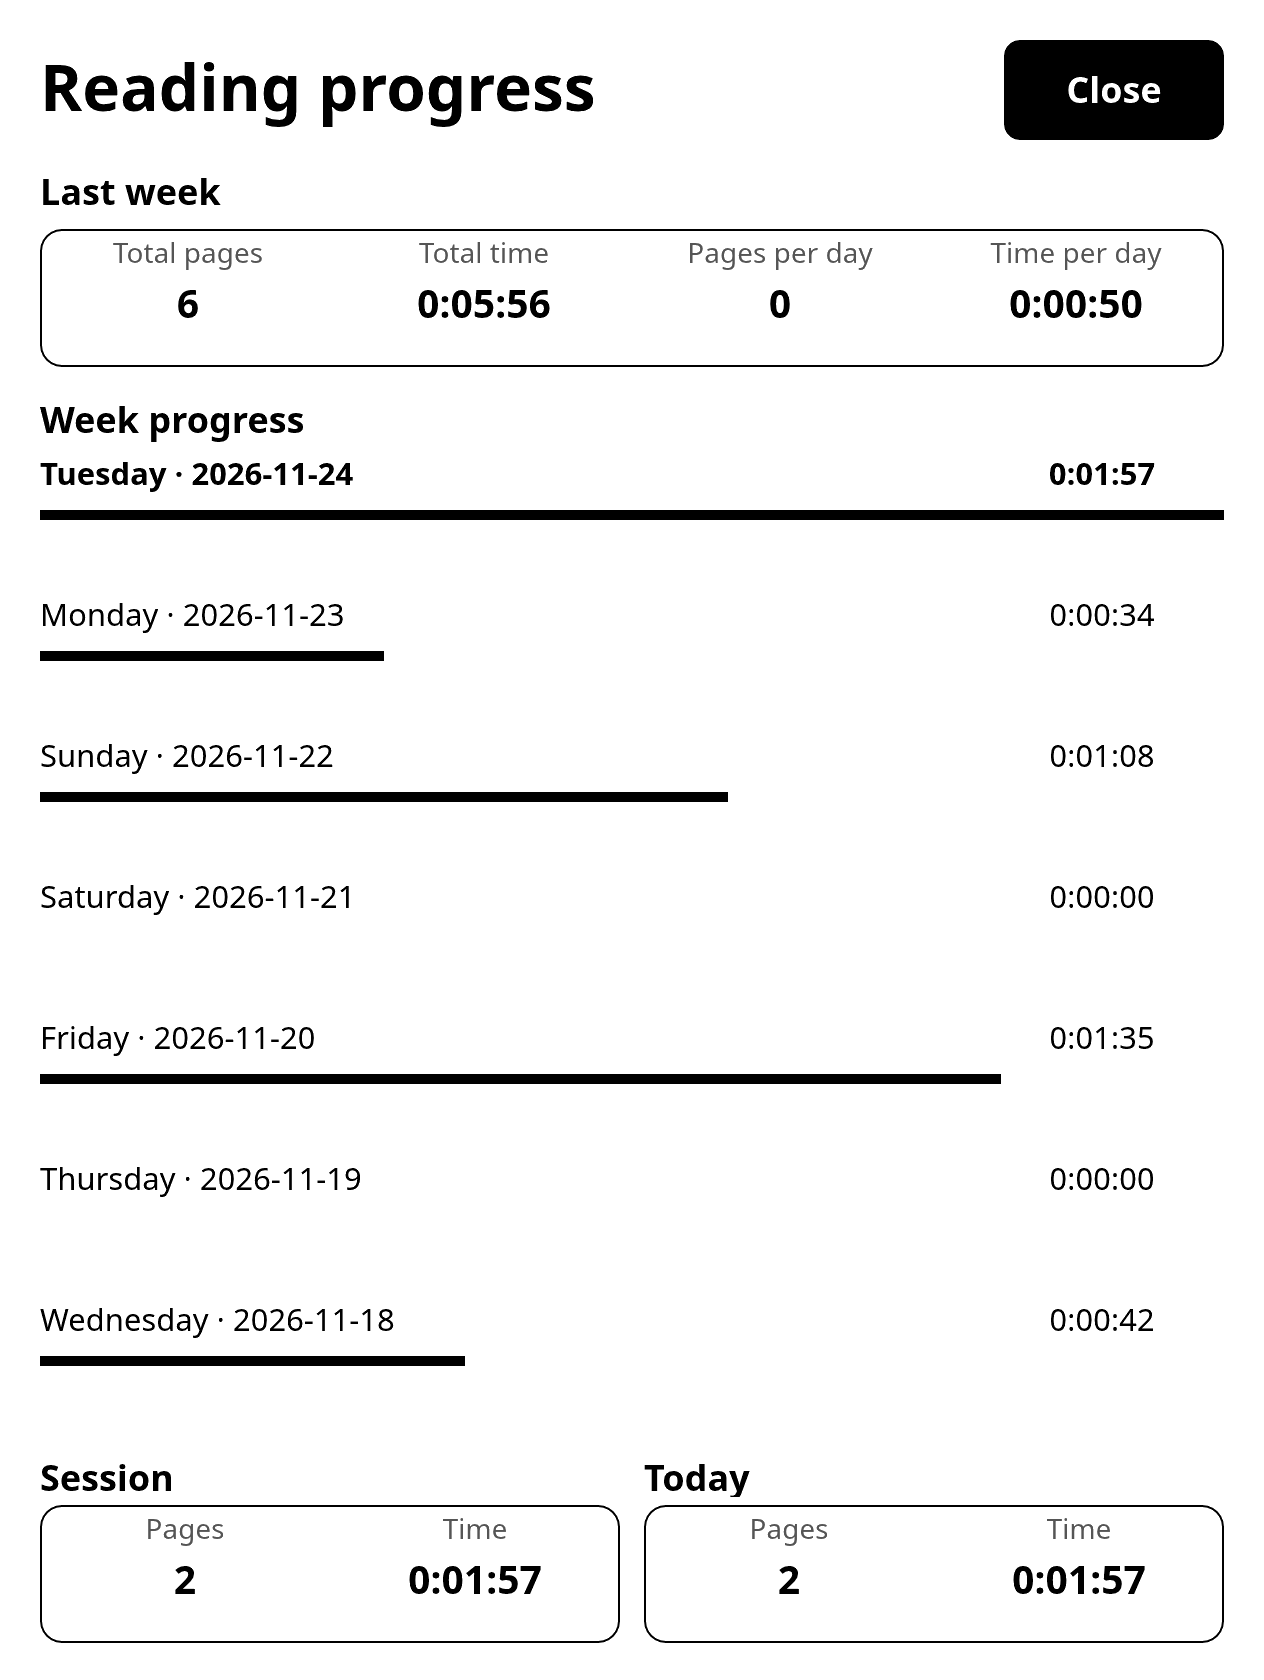 Reading progress
Close
Last week
Total pages Total time Pages per day Time per day
6 0:05:56 0 0:00:50
Week progress
Tuesday · 2026-11-24 0:01:57
Monday · 2026-11-23 0:00:34
Sunday · 2026-11-22 0:01:08
Saturday · 2026-11-21 0:00:00
Friday · 2026-11-20 0:01:35
Thursday · 2026-11-19 0:00:00
Wednesday · 2026-11-18 0:00:42
Session Today
Pages Time Pages Time
2 0:01:57 2 0:01:57